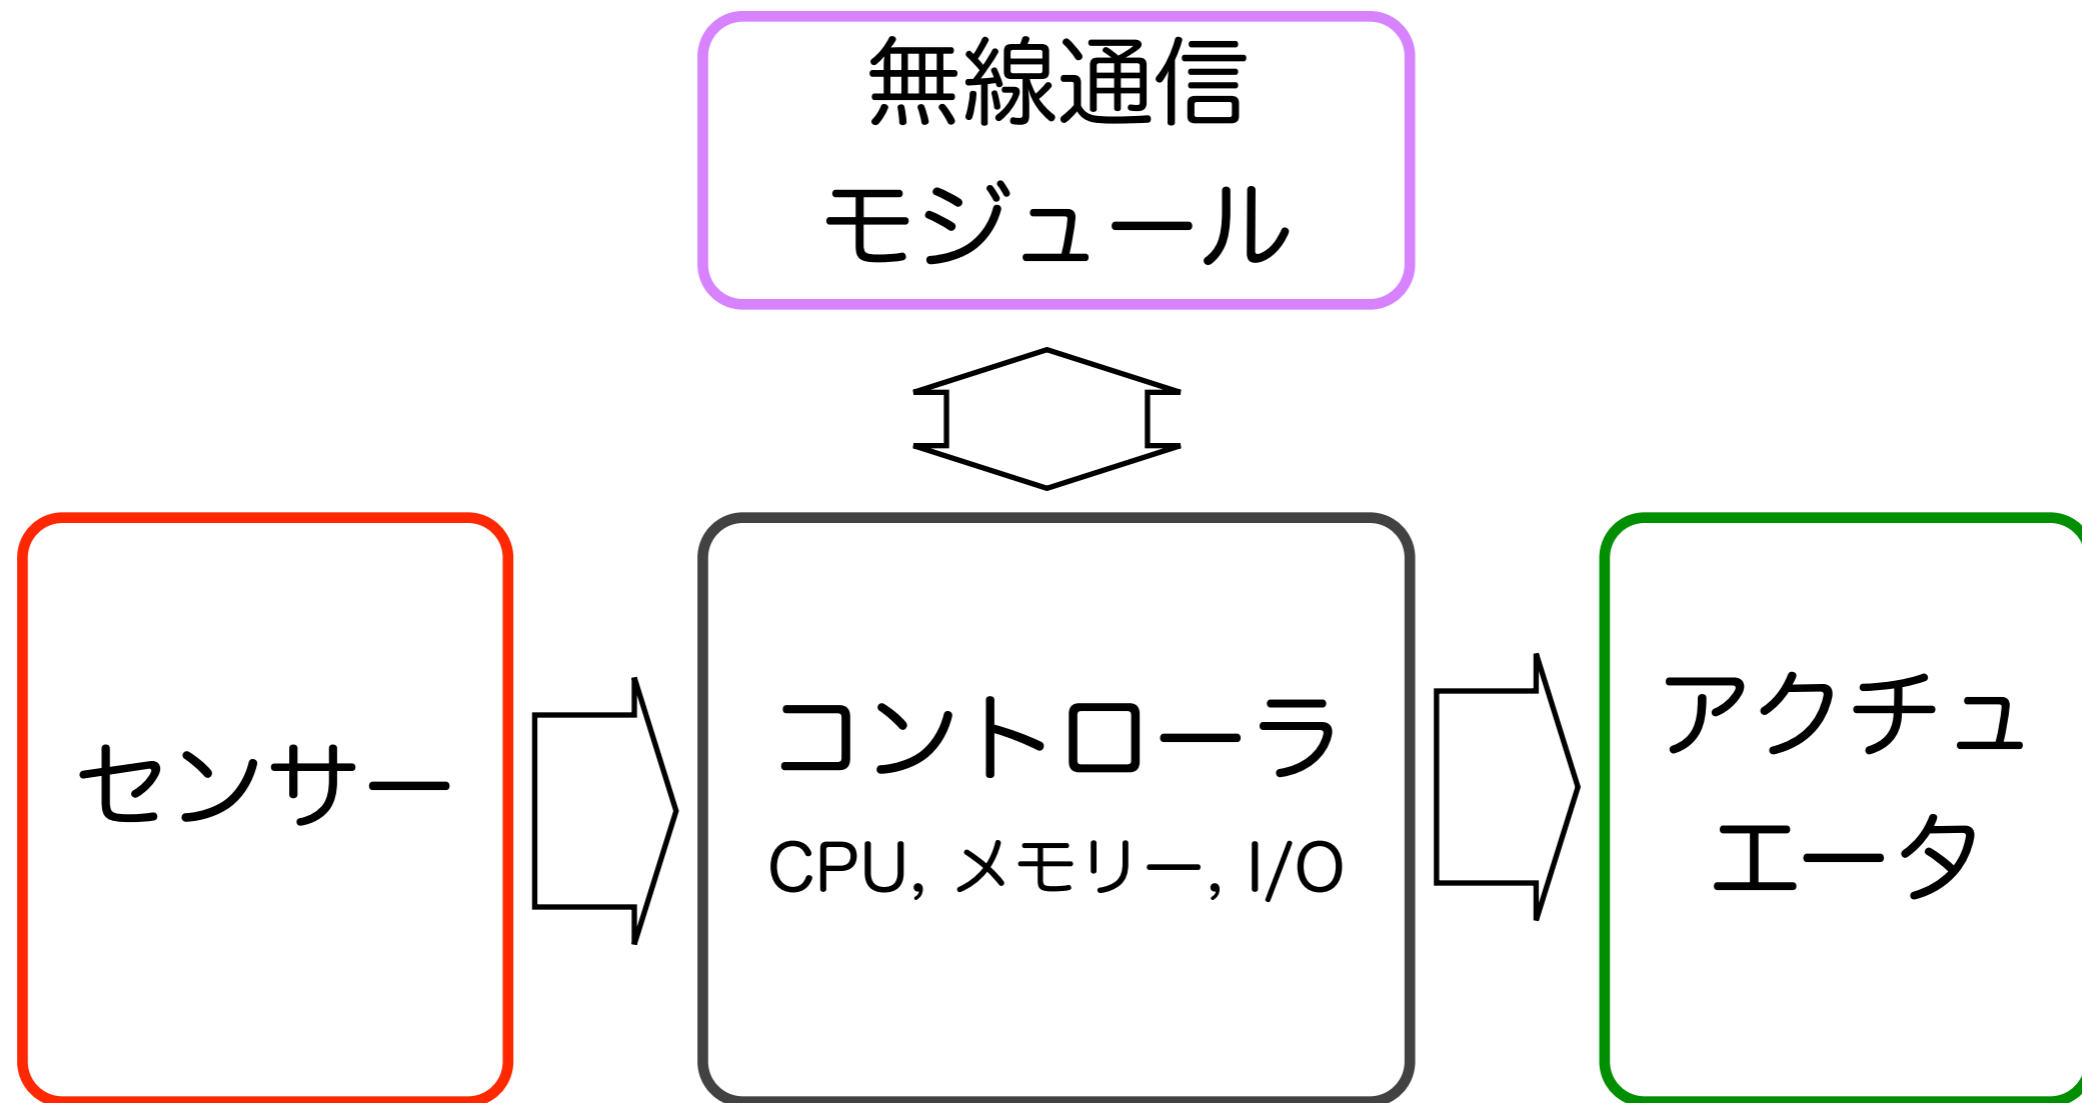 無線通信
モジュール
センサー
コントローラ
CPU, メモリー, I/O
アクチュ
エータ